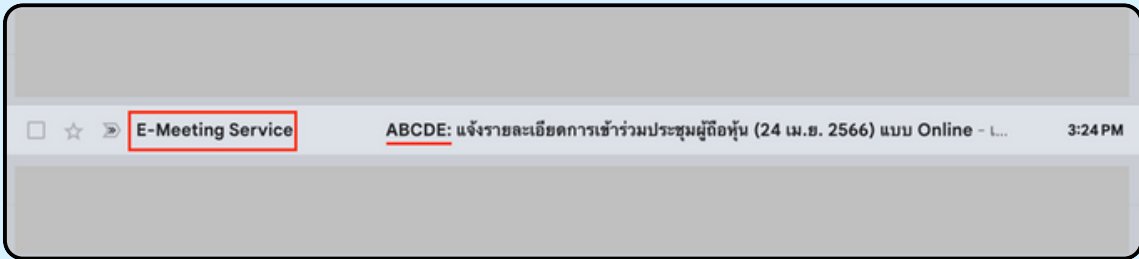 E-Meeting Service ABCDE: แจ้งรายละเอียดการเข้าร่วมประชุมผู้ถือหุ้น (24 เม.ย. 2566) แบบ Online - เ... 3:24 PM